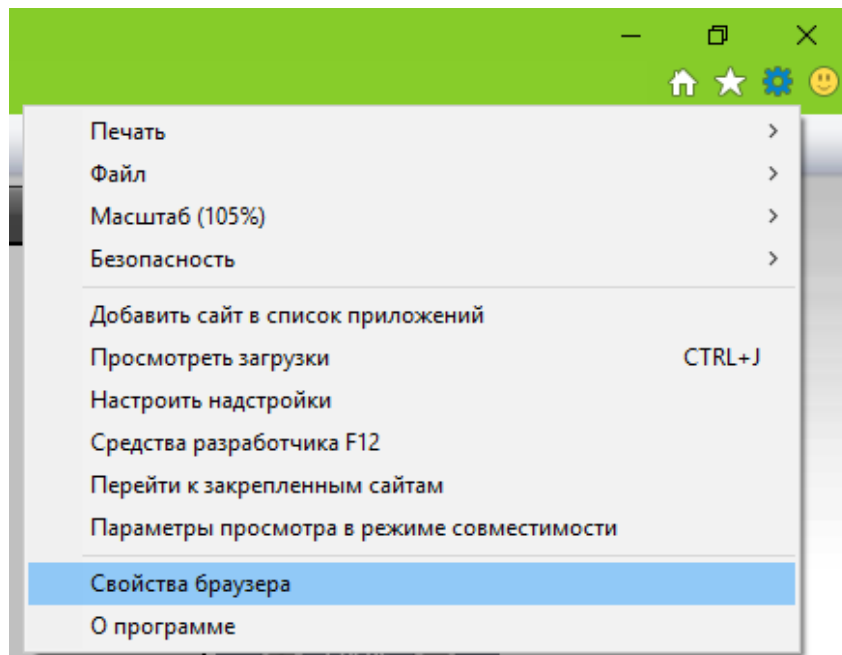 Печать
Файл
Масштаб (105%)
Безопасность
Добавить сайт в список приложений
Просмотреть загрузки CTRL+J
Настроить надстройки
Средства разработчика F12
Перейти к закрепленным сайтам
Параметры просмотра в режиме совместимости
Свойства браузера
О программе